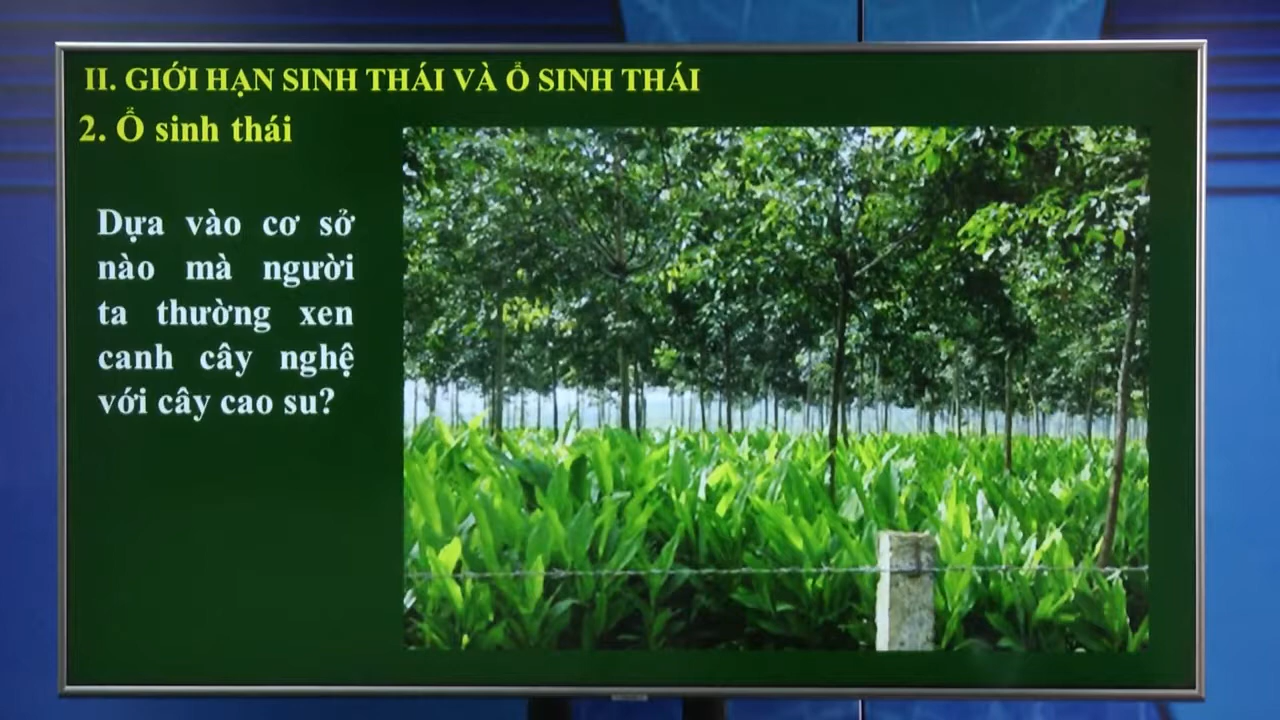 II. GIỚI HẠN SINH THÁI VÀ Ổ SINH THÁI
2. Ổ sinh thái
Dựa vào cơ sở
nào mà người
ta thường xen
canh cây nghệ
với cây cao su?